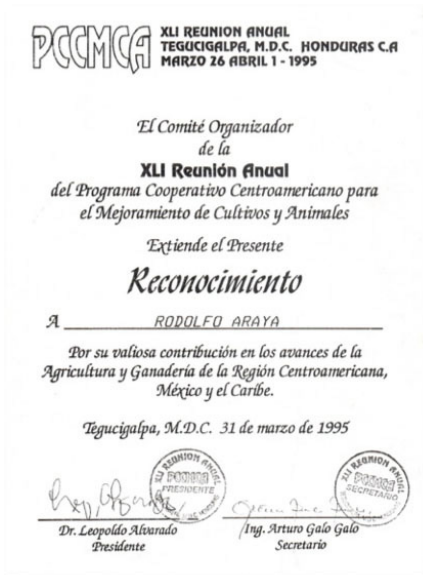 PCCMCA
XLI REUNION ANUAL
TEGUCIGALPA, M.D.C. HONDURAS C.A
MARZO 26 ABRIL 1 - 1995
El Comité Organizador
de la
XLI Reunión Anual
del Programa Cooperativo Centroamericano para
el Mejoramiento de Cultivos y Animales
Extiende el Presente
Reconocimiento
A RODOLFO ARAYA
Por su valiosa contribución en los avances de la
Agricultura y Ganadería de la Región Centroamericana,
México y el Caribe.
Tegucigalpa, M.D.C. 31 de marzo de 1995
XLI REUNION ANUAL
PCCMCA
PRESIDENTE
XLI REUNION ANUAL
PCCMCA
SECRETARIO
Dr. Leopoldo Alvarado
Presidente
Ing. Arturo Galo Galo
Secretario